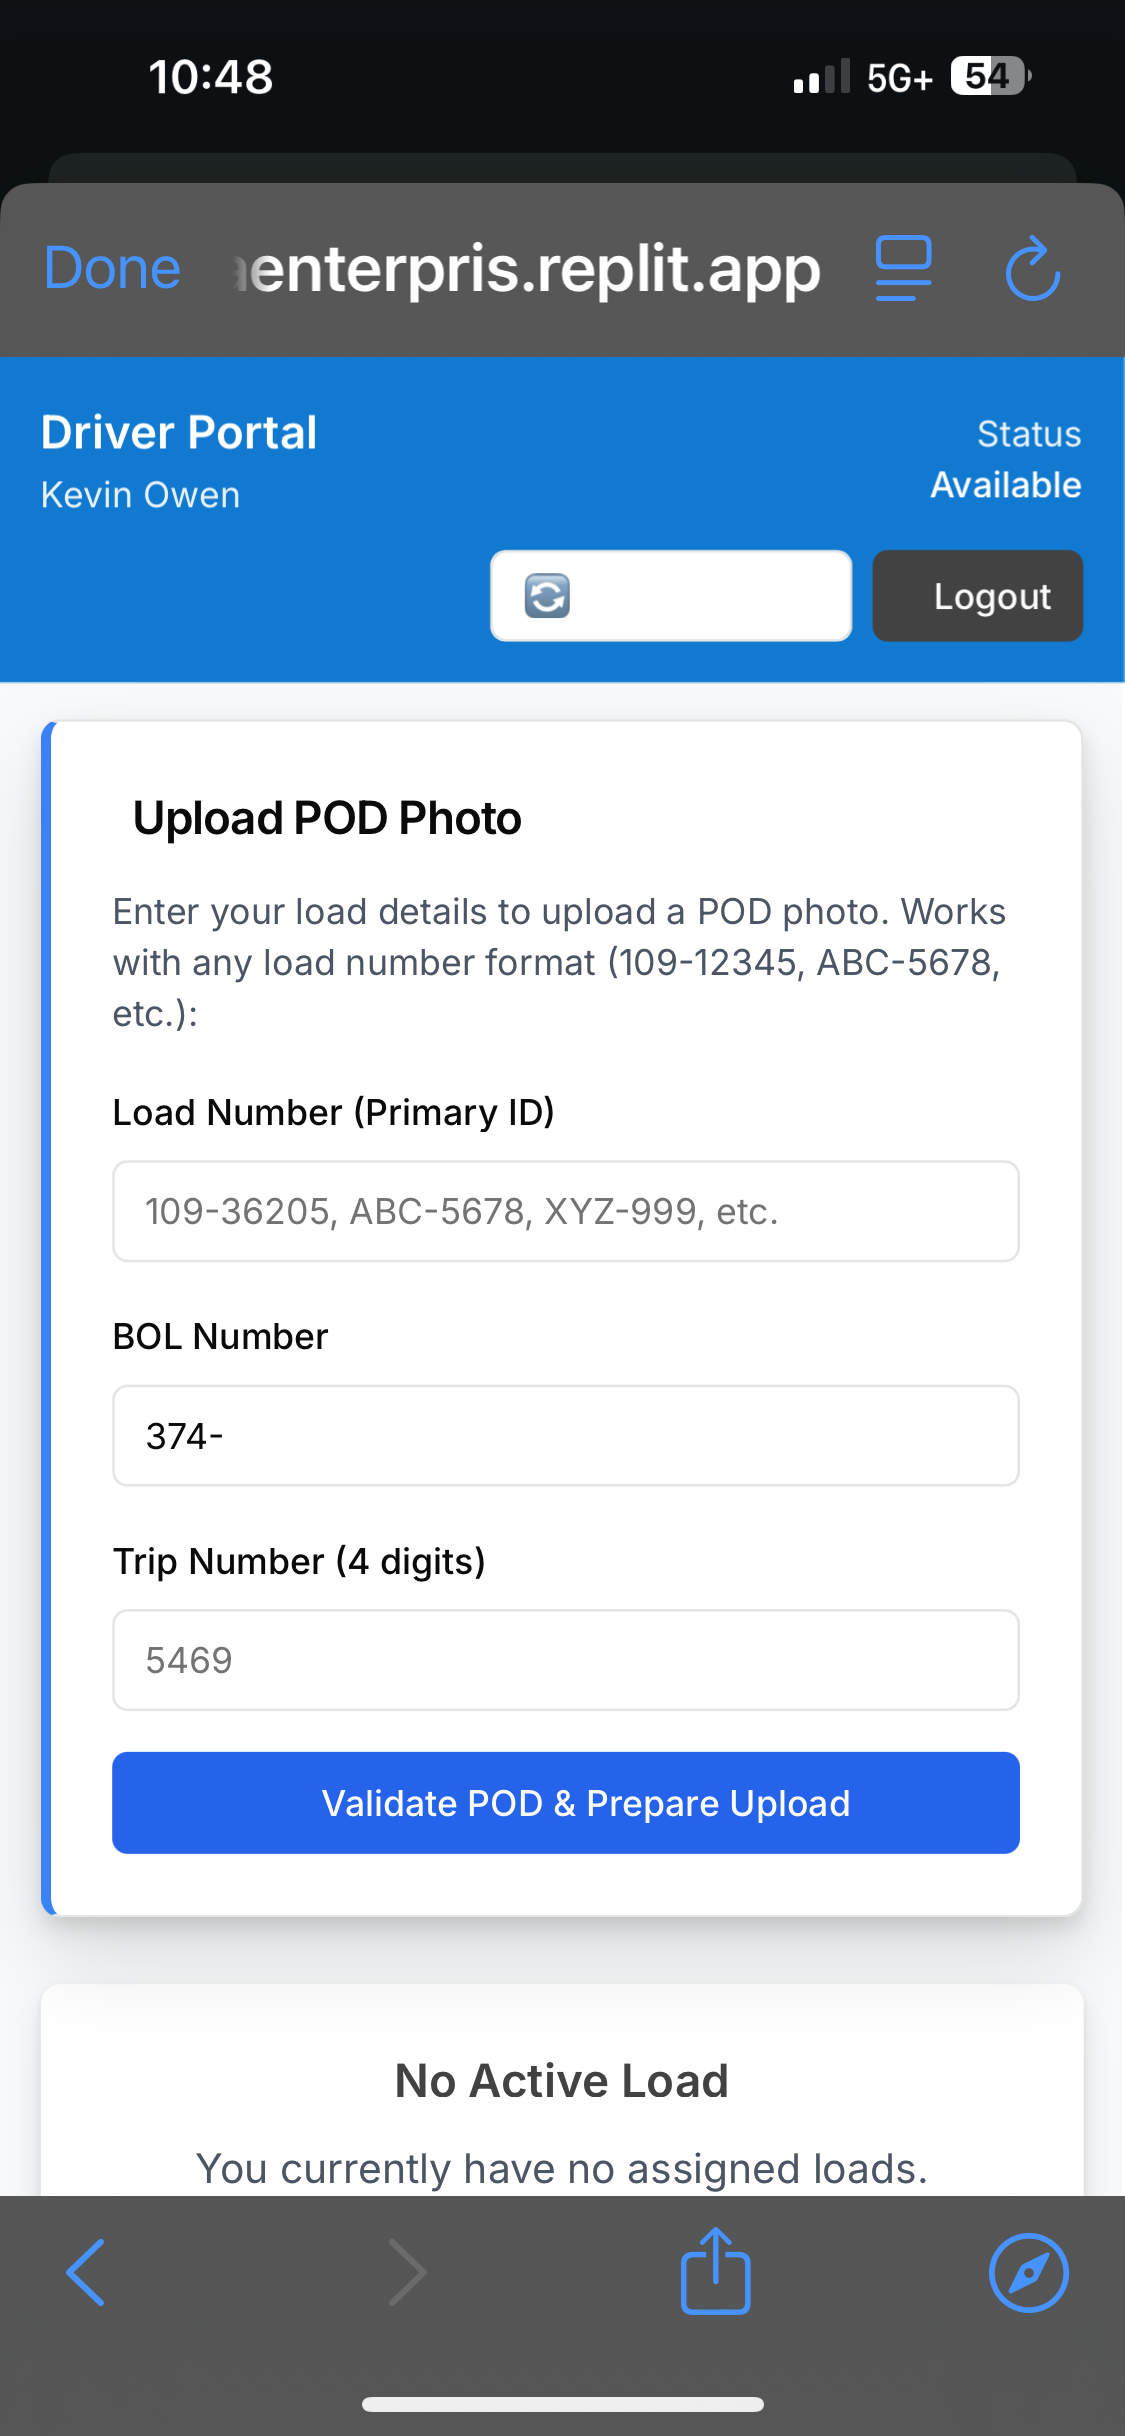 10:48
5G+
54
Done
enterpris.replit.app
Driver Portal
Kevin Owen
Status
Available
Logout
Upload POD Photo
Enter your load details to upload a POD photo. Works
with any load number format (109-12345, ABC-5678,
etc.):
Load Number (Primary ID)
109-36205, ABC-5678, XYZ-999, etc.
BOL Number
374-
Trip Number (4 digits)
5469
Validate POD & Prepare Upload
No Active Load
You currently have no assigned loads.